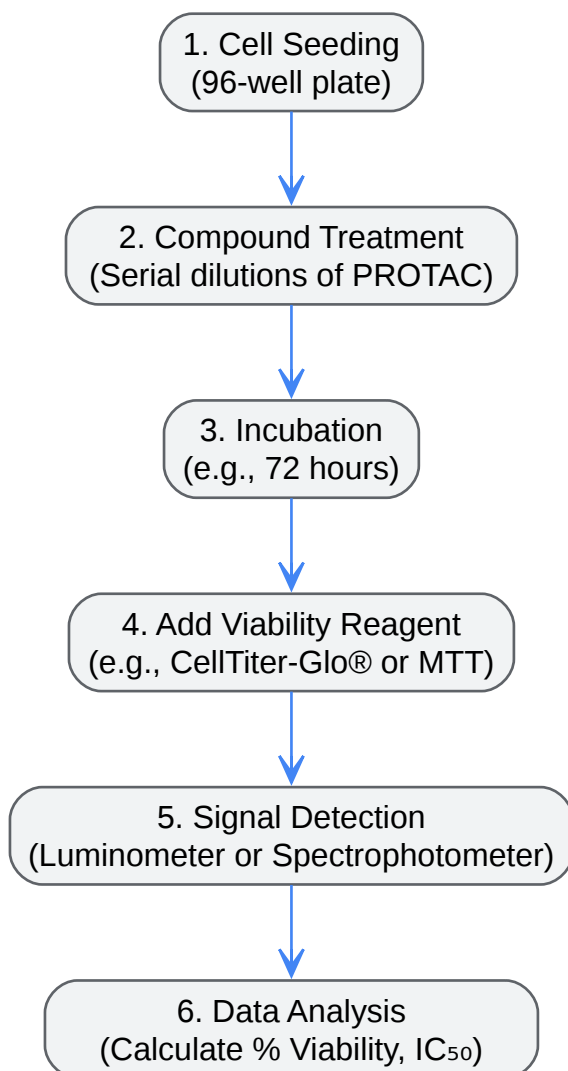 1. Cell Seeding
(96-well plate)
2. Compound Treatment
(Serial dilutions of PROTAC)
3. Incubation
(e.g., 72 hours)
4. Add Viability Reagent
(e.g., CellTiter-Glo® or MTT)
5. Signal Detection
(Luminometer or Spectrophotometer)
6. Data Analysis
(Calculate % Viability, IC₅₀)